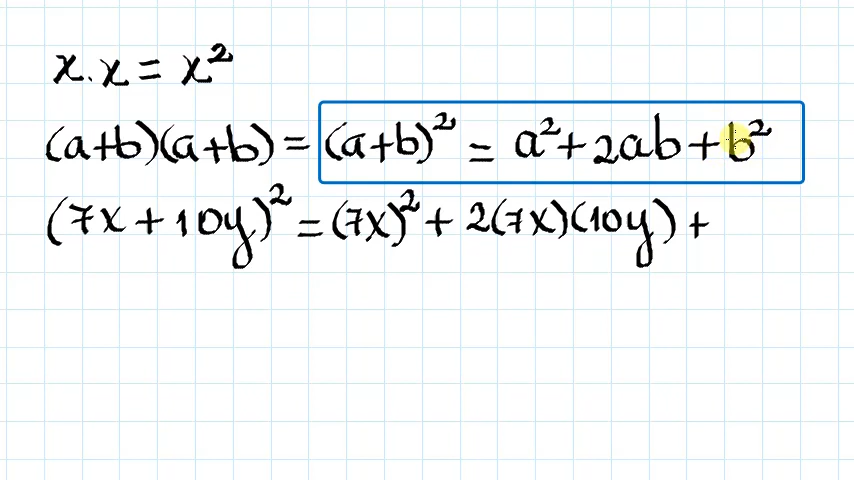 x.x = x²
(a+b)(a+b) = (a+b)² = a² + 2ab + b²
(7x + 10y)² = (7x)² + 2(7x)(10y) +